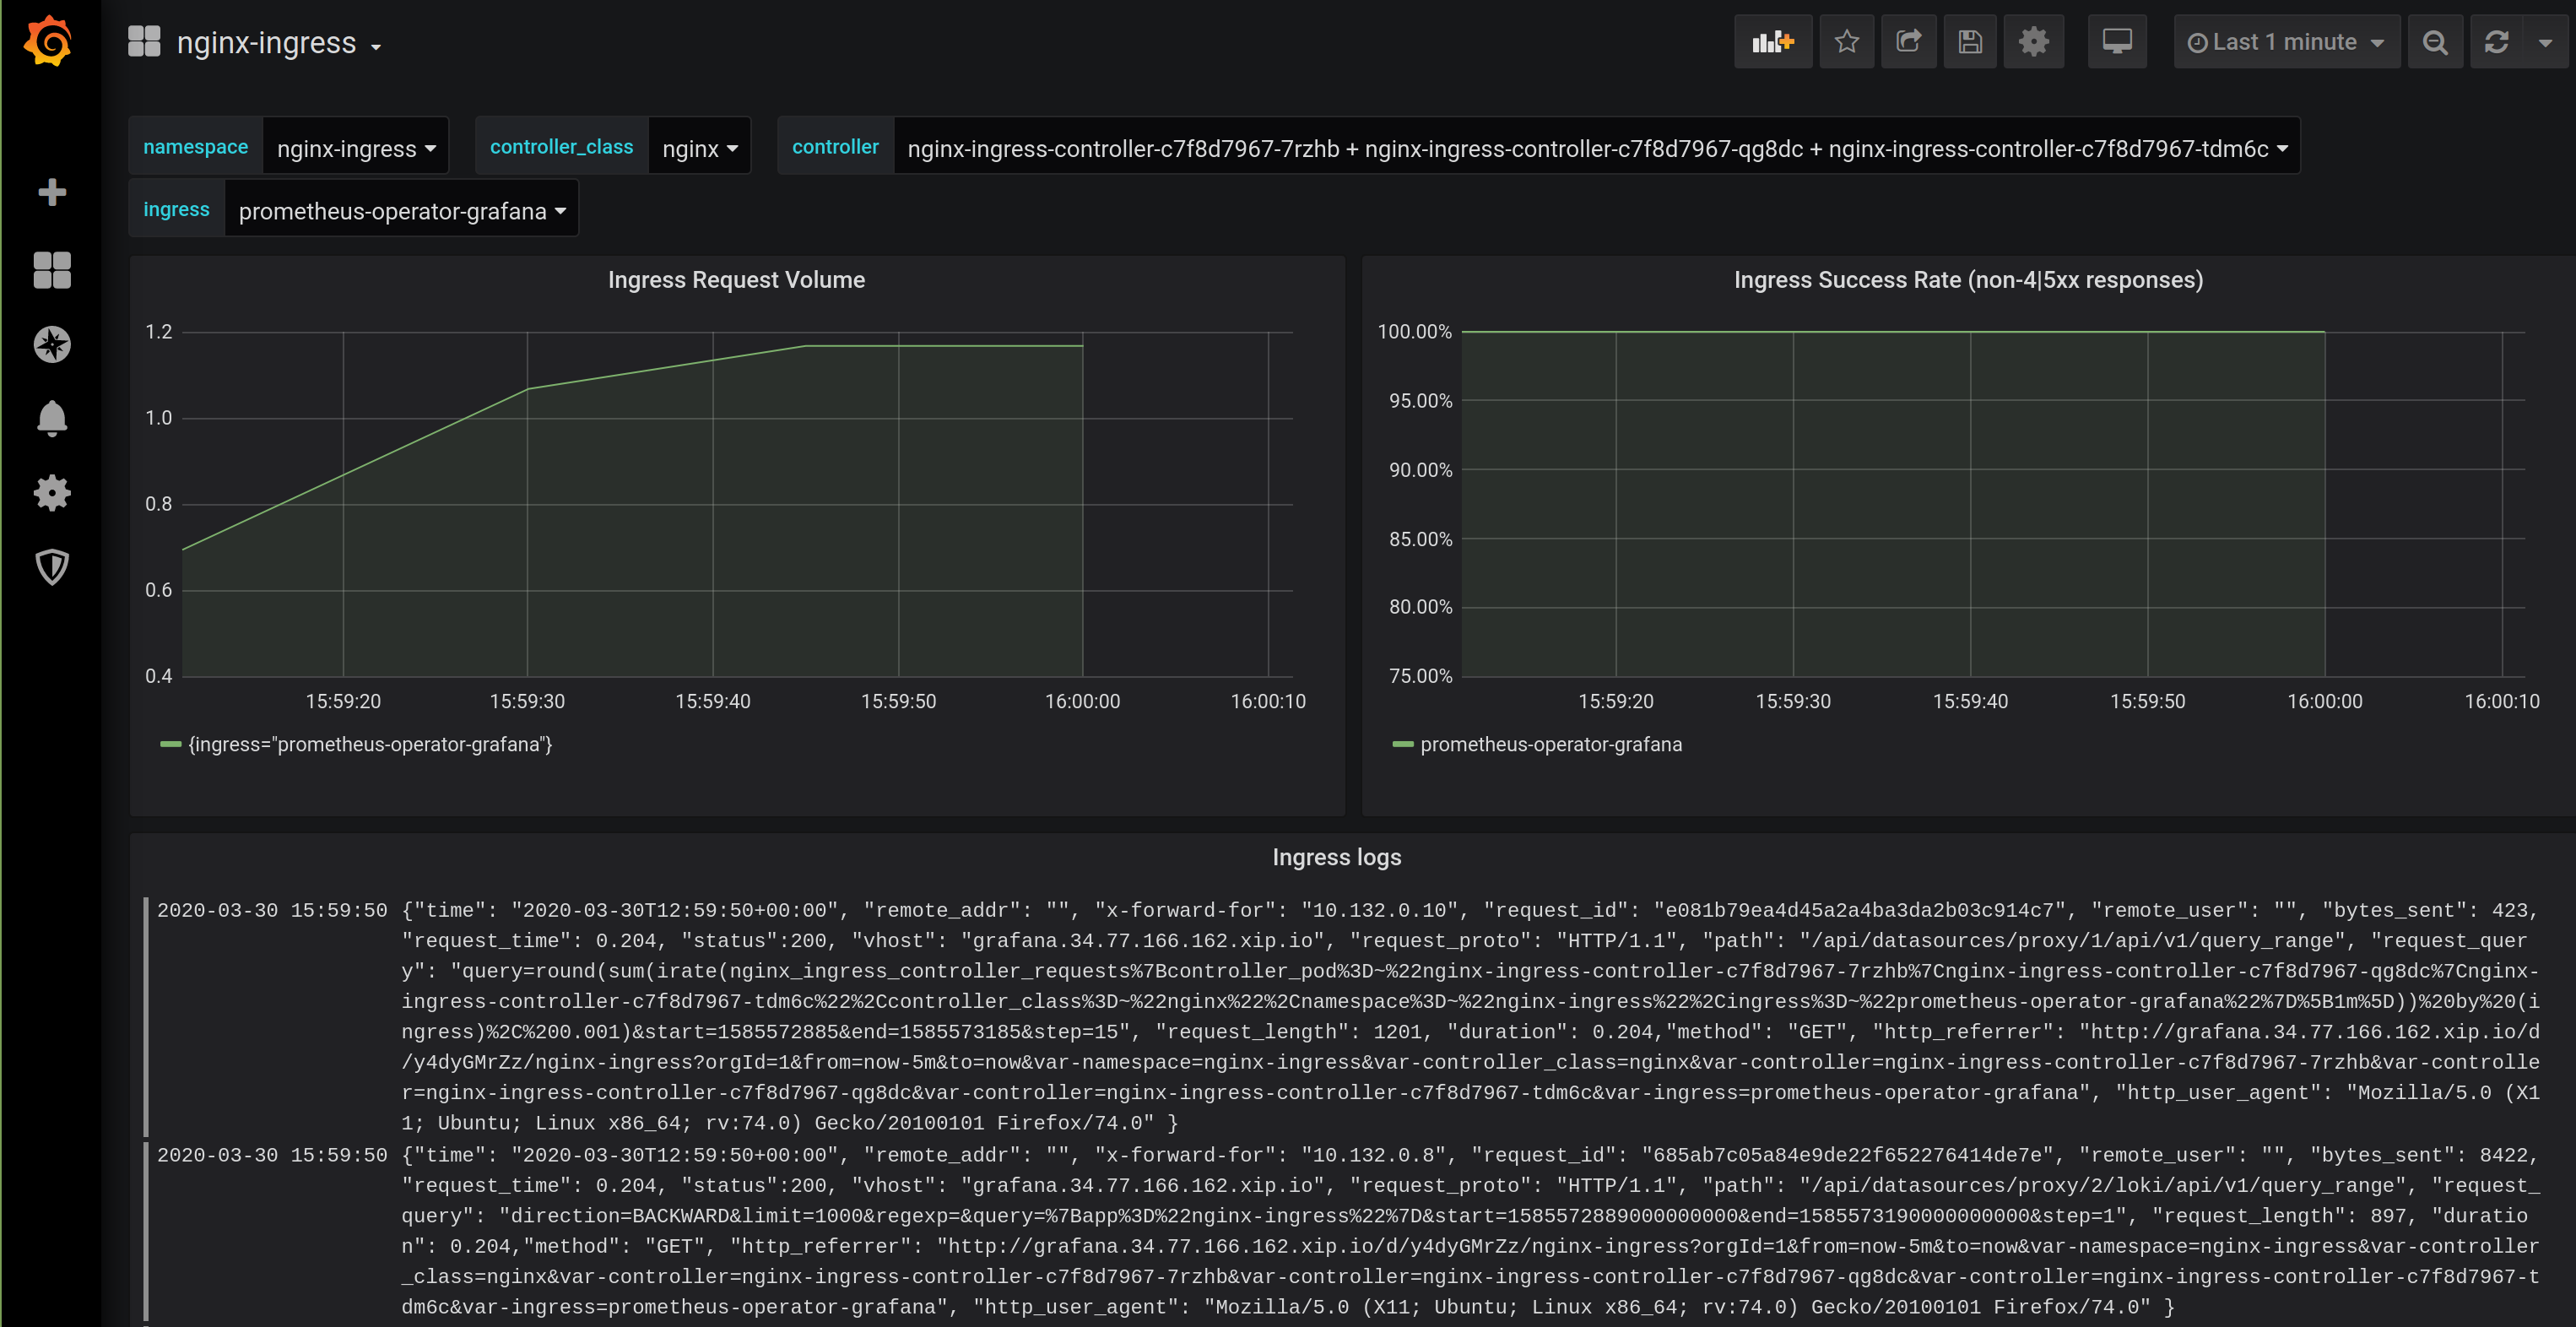 nginx-ingress
Last 1 minute
namespace nginx-ingress controller_class nginx controller nginx-ingress-controller-c7f8d7967-7rzhb + nginx-ingress-controller-c7f8d7967-qg8dc + nginx-ingress-controller-c7f8d7967-tdm6c
ingress prometheus-operator-grafana
Ingress Request Volume
1.2
1.0
0.8
0.6
0.4
15:59:20 15:59:30 15:59:40 15:59:50 16:00:00 16:00:10
{ingress="prometheus-operator-grafana"}
Ingress Success Rate (non-4|5xx responses)
100.00%
95.00%
90.00%
85.00%
80.00%
75.00%
15:59:20 15:59:30 15:59:40 15:59:50 16:00:00 16:00:10
prometheus-operator-grafana
Ingress logs
2020-03-30 15:59:50 {"time": "2020-03-30T12:59:50+00:00", "remote_addr": "", "x-forward-for": "10.132.0.10", "request_id": "e081b79ea4d45a2a4ba3da2b03c914c7", "remote_user": "", "bytes_sent": 423,
"request_time": 0.204, "status":200, "vhost": "grafana.34.77.166.162.xip.io", "request_proto": "HTTP/1.1", "path": "/api/datasources/proxy/1/api/v1/query_range", "request_quer
y": "query=round(sum(irate(nginx_ingress_controller_requests%7Bcontroller_pod%3D~%22nginx-ingress-controller-c7f8d7967-7rzhb%7Cnginx-ingress-controller-c7f8d7967-qg8dc%7Cnginx-
ingress-controller-c7f8d7967-tdm6c%22%2Ccontroller_class%3D~%22nginx%22%2Cnamespace%3D~%22nginx-ingress%22%2Cingress%3D~%22prometheus-operator-grafana%22%7D%5B1m%5D))%20by%20(i
ngress)%2C%200.001)&start=1585572885&end=1585573185&step=15", "request_length": 1201, "duration": 0.204,"method": "GET", "http_referrer": "http://grafana.34.77.166.162.xip.io/d
/y4dyGMrZz/nginx-ingress?orgId=1&from=now-5m&to=now&var-namespace=nginx-ingress&var-controller_class=nginx&var-controller=nginx-ingress-controller-c7f8d7967-7rzhb&var-controlle
r=nginx-ingress-controller-c7f8d7967-qg8dc&var-controller=nginx-ingress-controller-c7f8d7967-tdm6c&var-ingress=prometheus-operator-grafana", "http_user_agent": "Mozilla/5.0 (X1
1; Ubuntu; Linux x86_64; rv:74.0) Gecko/20100101 Firefox/74.0" }
2020-03-30 15:59:50 {"time": "2020-03-30T12:59:50+00:00", "remote_addr": "", "x-forward-for": "10.132.0.8", "request_id": "685ab7c05a84e9de22f652276414de7e", "remote_user": "", "bytes_sent": 8422,
"request_time": 0.204, "status":200, "vhost": "grafana.34.77.166.162.xip.io", "request_proto": "HTTP/1.1", "path": "/api/datasources/proxy/2/loki/api/v1/query_range", "request_
query": "direction=BACKWARD&limit=1000&regexp=&query=%7Bapp%3D%22nginx-ingress%22%7D&start=1585572889000000000&end=1585573190000000000&step=1", "request_length": 897, "duratio
n": 0.204,"method": "GET", "http_referrer": "http://grafana.34.77.166.162.xip.io/d/y4dyGMrZz/nginx-ingress?orgId=1&from=now-5m&to=now&var-namespace=nginx-ingress&var-controller
_class=nginx&var-controller=nginx-ingress-controller-c7f8d7967-7rzhb&var-controller=nginx-ingress-controller-c7f8d7967-qg8dc&var-controller=nginx-ingress-controller-c7f8d7967-t
dm6c&var-ingress=prometheus-operator-grafana", "http_user_agent": "Mozilla/5.0 (X11; Ubuntu; Linux x86_64; rv:74.0) Gecko/20100101 Firefox/74.0" }